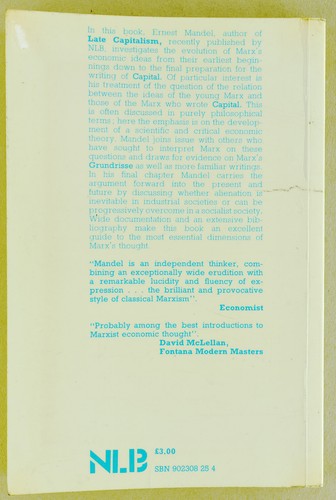 In this book, Ernest Mandel, author of
Late Capitalism, recently published by
NLB, investigates the evolution of Marx's
economic ideas from their earliest begin-
nings down to the final preparation for the
writing of Capital. Of particular interest is
his treatment of the question of the relation
between the ideas of the young Marx and
those of the Marx who wrote Capital. This
is often discussed in purely philosophical
terms; here the emphasis is on the develop-
ment of a scientific and critical economic
theory. Mandel joins issue with others who
have sought to interpret Marx on these
questions and draws for evidence on Marx's
Grundrisse as well as more familiar writings.
In his final chapter Mandel carries the
argument forward into the present and
future by discussing whether alienation is
inevitable in industrial societies or can be
progressively overcome in a socialist society.
Wide documentation and an extensive bib-
liography make this book an excellent
guide to the most essential dimensions of
Marx's thought.
"Mandel is an independent thinker, com-
bining an exceptionally wide erudition with
a remarkable lucidity and fluency of ex-
pression . . . the brilliant and provocative
style of classical Marxism".
Economist
"Probably among the best introductions to
Marxist economic thought".
David McLellan,
Fontana Modern Masters
NLB
£3.00
SBN 902308 25 4